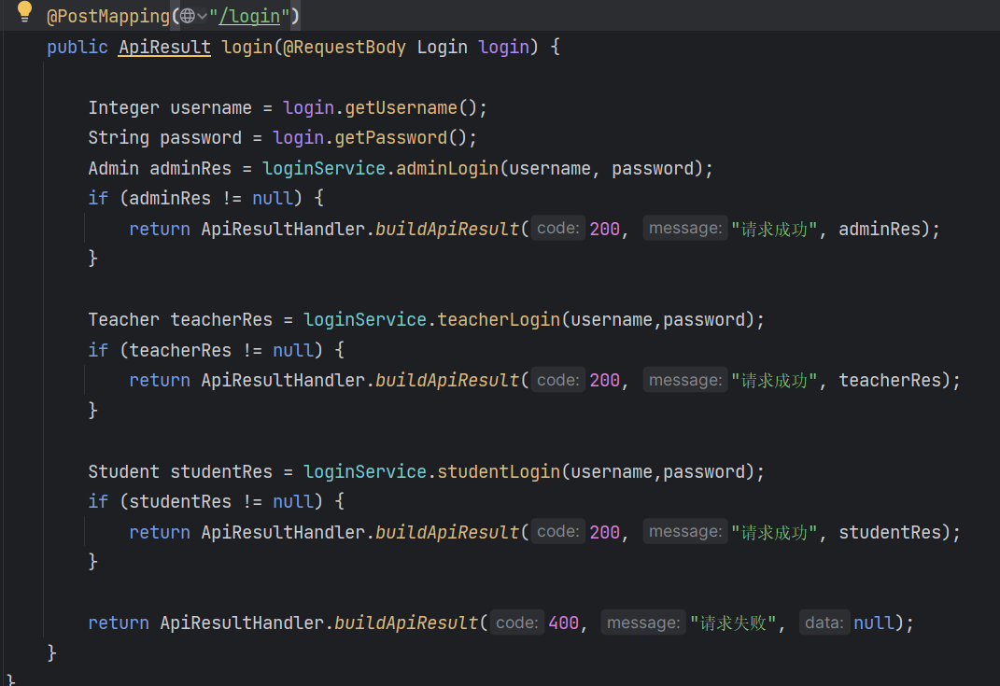 @PostMapping("/login")
public ApiResult login(@RequestBody Login login) {
Integer username = login.getUsername();
String password = login.getPassword();
Admin adminRes = loginService.adminLogin(username, password);
if (adminRes != null) {
return ApiResultHandler.buildApiResult( code: 200, message: "请求成功", adminRes);
}
Teacher teacherRes = loginService.teacherLogin(username,password);
if (teacherRes != null) {
return ApiResultHandler.buildApiResult( code: 200, message: "请求成功", teacherRes);
}
Student studentRes = loginService.studentLogin(username,password);
if (studentRes != null) {
return ApiResultHandler.buildApiResult( code: 200, message: "请求成功", studentRes);
}
return ApiResultHandler.buildApiResult( code: 400, message: "请求失败", data: null);
}
}